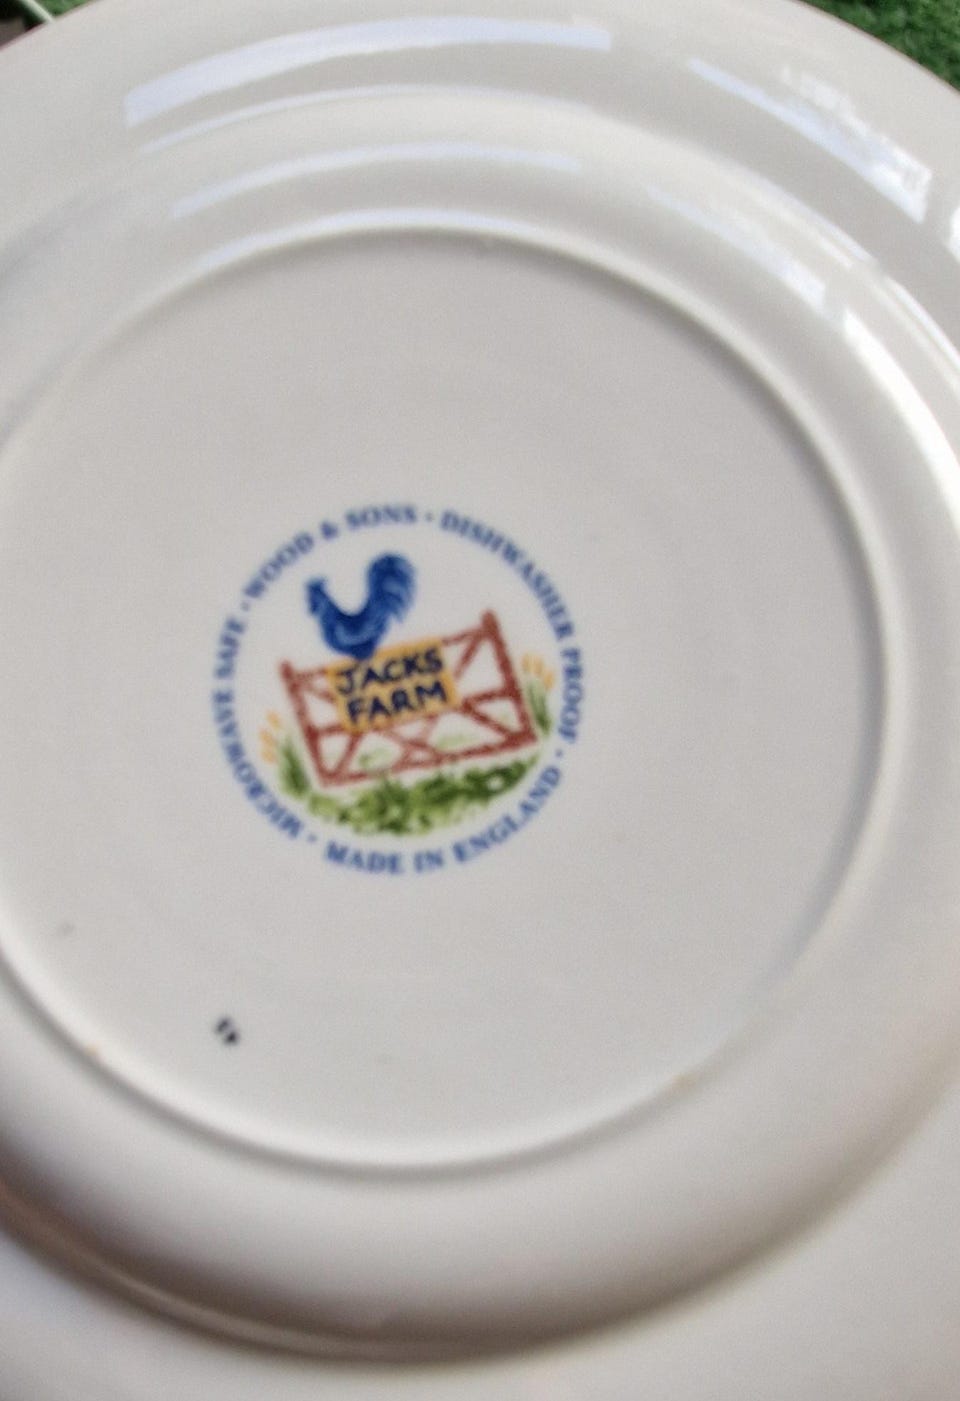 MICROWAVE SAFE · WOOD & SONS · DISHWASHER PROOF · MADE IN ENGLAND ·
JACKS
FARM